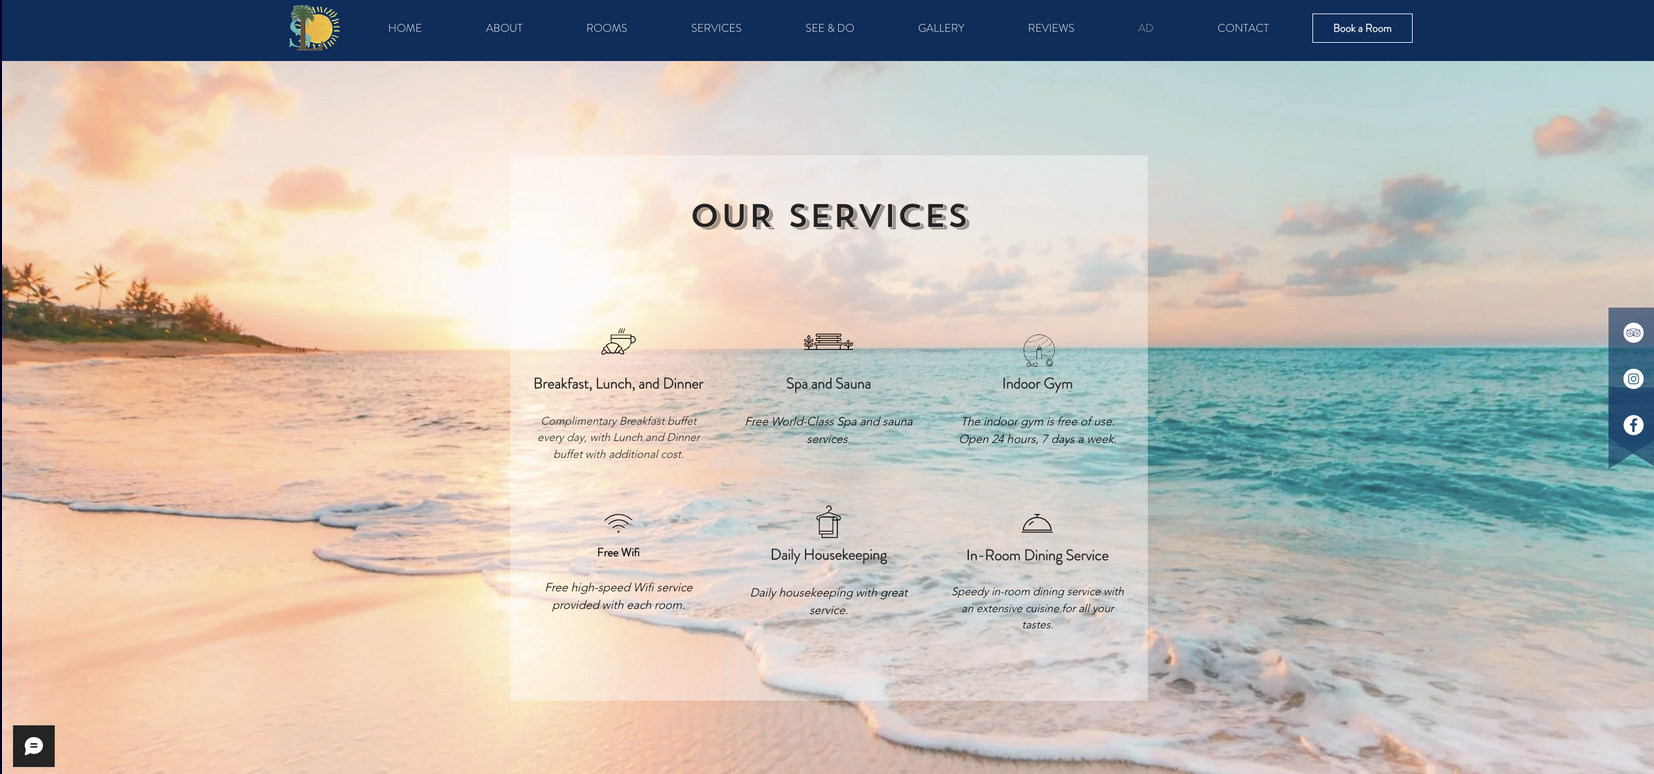 HOME ABOUT ROOMS SERVICES SEE & DO GALLERY REVIEWS AD CONTACT Book a Room
OUR SERVICES
Breakfast, Lunch, and Dinner
Complimentary Breakfast buffet
every day, with Lunch and Dinner
buffet with additional cost.
Spa and Sauna
Free World-Class Spa and sauna
services.
Indoor Gym
The indoor gym is free of use.
Open 24 hours, 7 days a week.
Free Wifi
Free high-speed Wifi service
provided with each room.
Daily Housekeeping
Daily housekeeping with great
service.
In-Room Dining Service
Speedy in-room dining service with
an extensive cuisine for all your
tastes.